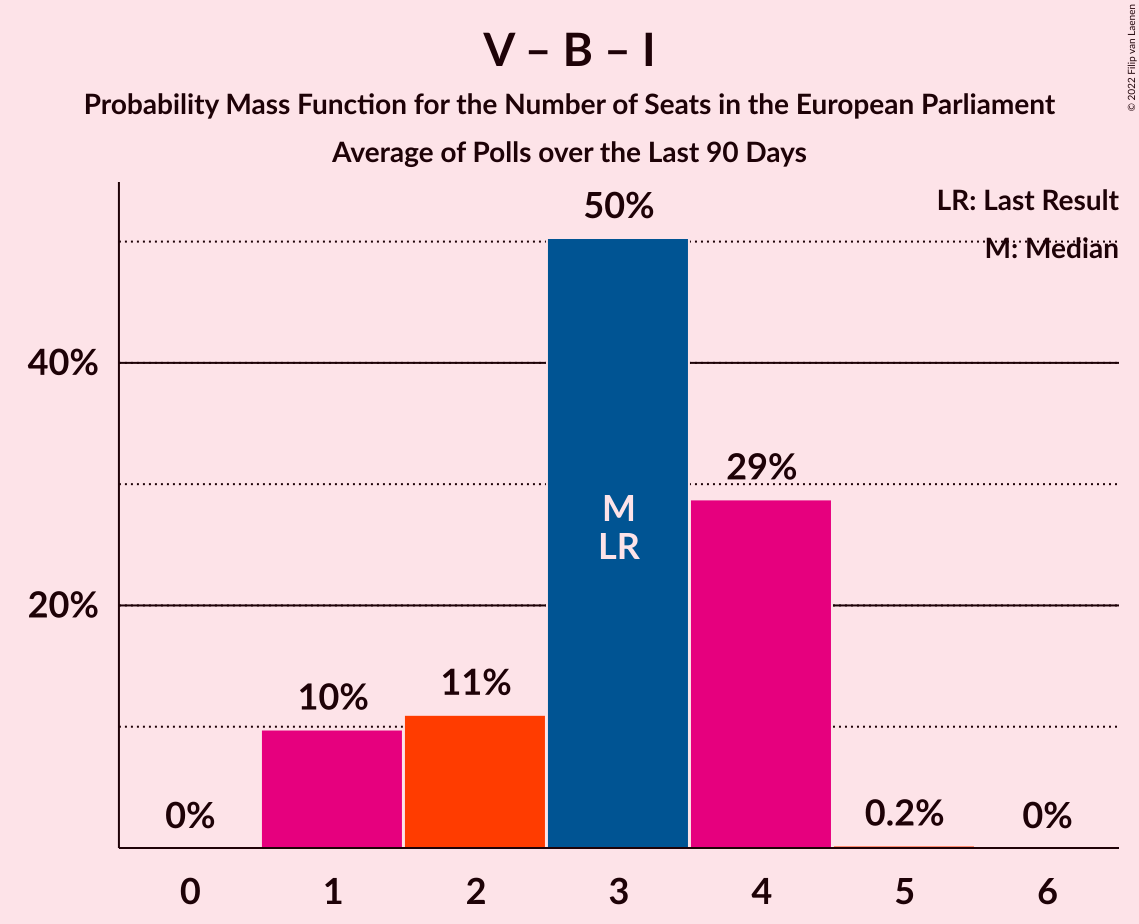 V – B – I
Probability Mass Function for the Number of Seats in the European Parliament
Average of Polls over the Last 90 Days
© 2022 Filip van Laenen
LR: Last Result
M: Median
50%
40%
29%
M
LR
20%
11%
10%
0%
0.2%
0%
0 1 2 3 4 5 6